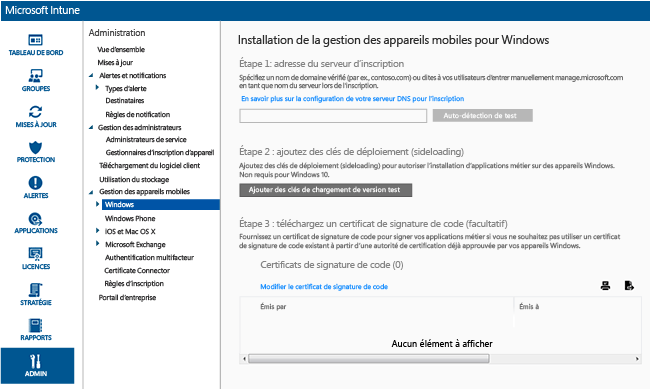 Microsoft Intune
TABLEAU DE BORD
GROUPES
MISES À JOUR
PROTECTION
ALERTES
APPLICATIONS
LICENCES
STRATÉGIE
RAPPORTS
ADMIN
Administration
Vue d'ensemble
Mises à jour
Alertes et notifications
Types d'alerte
Destinataires
Règles de notification
Gestion des administrateurs
Administrateurs de service
Gestionnaires d'inscription d'appareil
Téléchargement du logiciel client
Utilisation du stockage
Gestion des appareils mobiles
Windows
Windows Phone
iOS et Mac OS X
Microsoft Exchange
Authentification multifacteur
Certificate Connector
Règles d'inscription
Portail d'entreprise
Installation de la gestion des appareils mobiles pour Windows
Étape 1: adresse du serveur d'inscription
Spécifiez un nom de domaine vérifié (par ex., contoso.com) ou dites à vos utilisateurs d'entrer manuellement manage.microsoft.com
en tant que nom du serveur lors de l'inscription.
En savoir plus sur la configuration de votre serveur DNS pour l'inscription
Auto-détection de test
Étape 2 : ajoutez des clés de déploiement (sideloading)
Ajoutez des clés de déploiement (sideloading) pour autoriser l'installation d'applications métier sur des appareils Windows.
Non requis pour Windows 10.
Ajouter des clés de chargement de version test
Étape 3 : téléchargez un certificat de signature de code (facultatif)
Fournissez un certificat de signature de code pour signer vos applications métier si vous ne souhaitez pas utiliser un certificat
de signature de code existant à partir d'une autorité de certification déjà approuvée par vos appareils Windows.
Certificats de signature de code (0)
Modifier le certificat de signature de code
Émis par
Émis à
Aucun élément à afficher